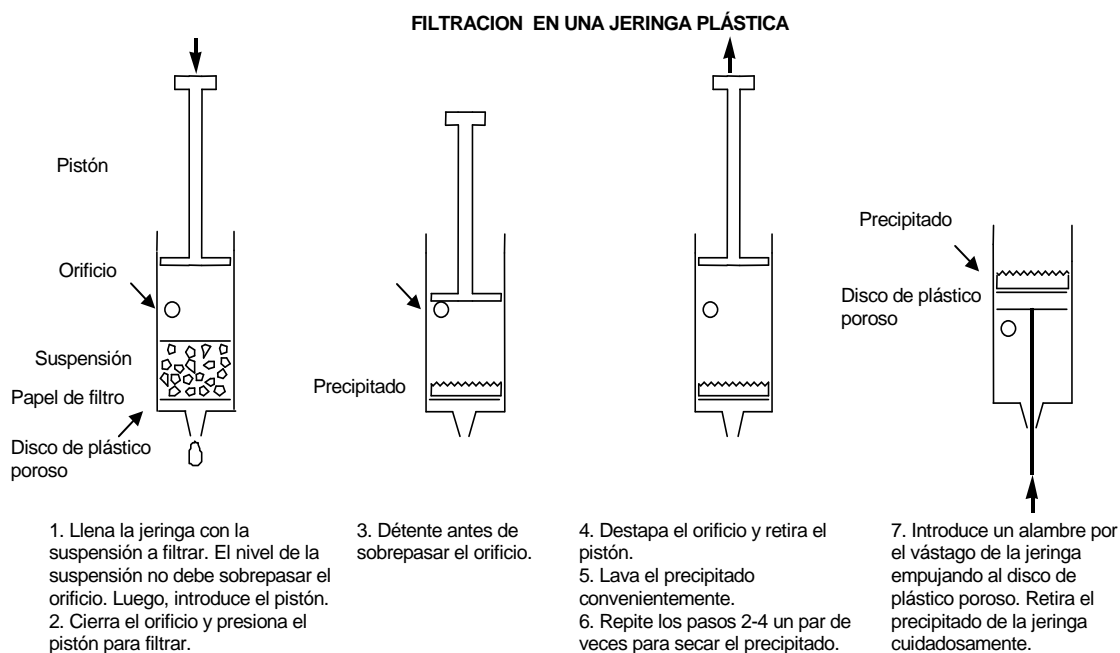 FILTRACION EN UNA JERINGA PLÁSTICA
Pistón
Orificio
Suspensión
Papel de filtro
Disco de plástico
poroso
Precipitado
Precipitado
Disco de plástico
poroso
1. Llena la jeringa con la
suspensión a filtrar. El nivel de la
suspensión no debe sobrepasar el
orificio. Luego, introduce el pistón.
2. Cierra el orificio y presiona el
pistón para filtrar.
3. Détente antes de
sobrepasar el orificio.
4. Destapa el orificio y retira el
pistón.
5. Lava el precipitado
convenientemente.
6. Repite los pasos 2-4 un par de
veces para secar el precipitado.
7. Introduce un alambre por
el vástago de la jeringa
empujando al disco de
plástico poroso. Retira el
precipitado de la jeringa
cuidadosamente.